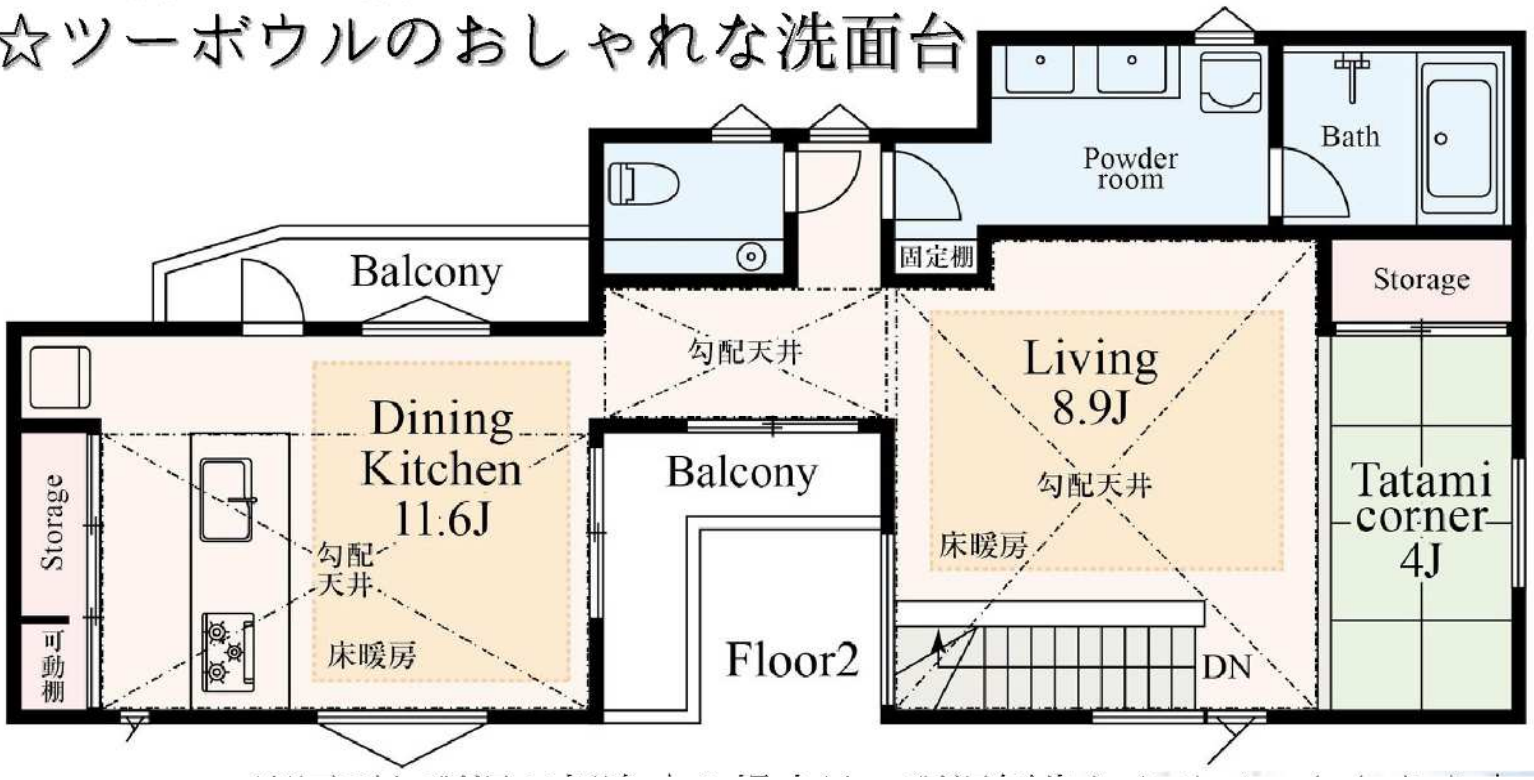 ☆ツーボウルのおしゃれな洗面台
Powder
room
Bath
固定棚
Storage
Balcony
勾配天井
Living
8.9J
勾配天井
床暖房
Dining
Kitchen
11.6J
勾配
天井
床暖房
Storage
可動棚
Balcony
Floor2
Tatami
corner
4J
DN